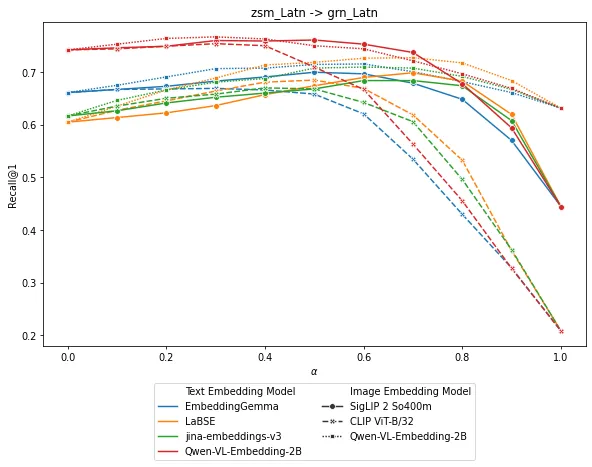 zsm_Latn -> grn_Latn
Recall@1
0.7
0.6
0.5
0.4
0.3
0.2
0.0 0.2 0.4 0.6 0.8 1.0
α
Text Embedding Model
EmbeddingGemma
LaBSE
jina-embeddings-v3
Qwen-VL-Embedding-2B
Image Embedding Model
SigLIP 2 So400m
CLIP ViT-B/32
Qwen-VL-Embedding-2B